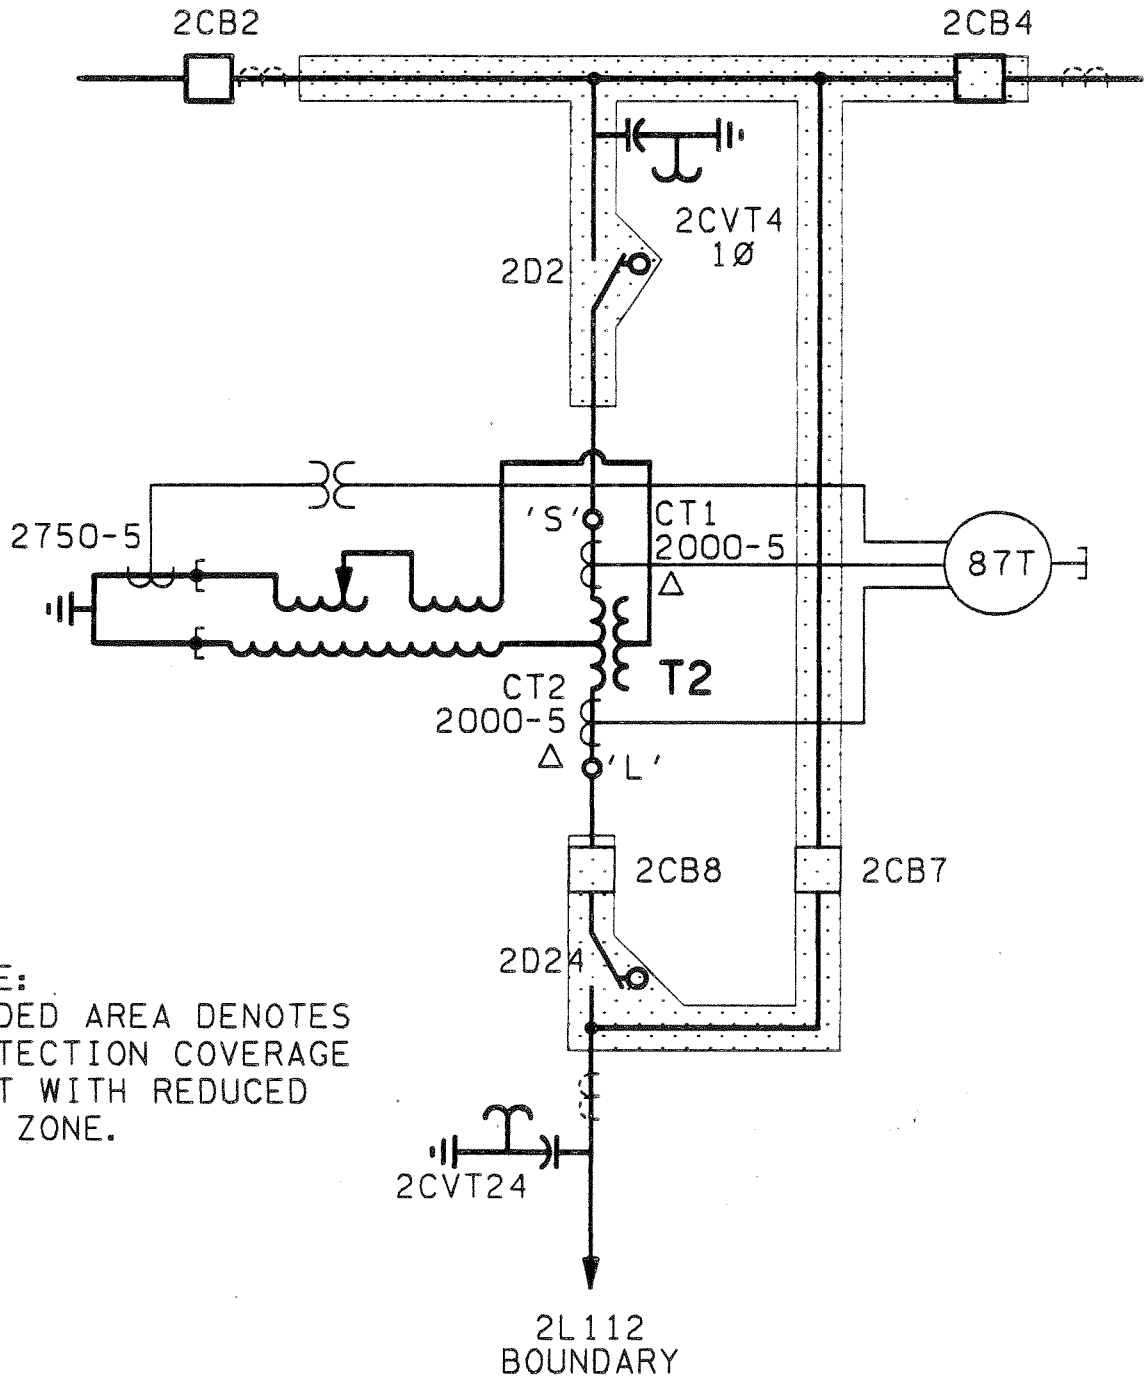 2CB2
2CB4
2CVT4
1Ø
2D2
2750-5
'S'
CT1
2000-5
△
87T
T2
CT2
2000-5
△
'L'
2CB8
2CB7
2D24
E:
DED AREA DENOTES
TECTION COVERAGE
T WITH REDUCED
ZONE.
2CVT24
2L112
BOUNDARY